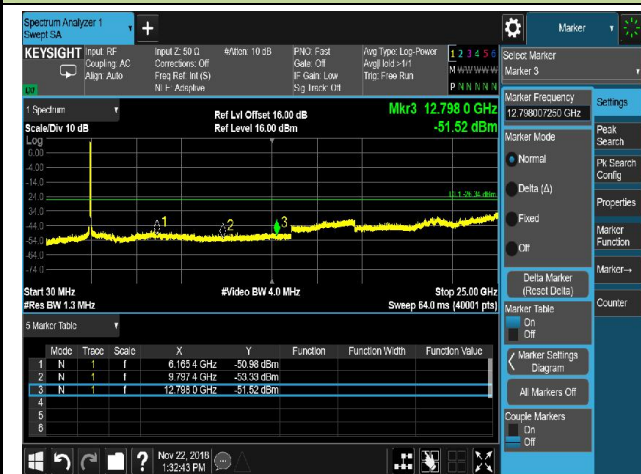 Spectrum Analyzer 1
Swept SA
+
Marker
KEYSIGHT
Input: RF
Coupling: AC
Align: Auto
Input Z: 50 Ω
Corrections: Off
Freq Ref: Int (S)
NFE: Adaptive
#Atten: 10 dB
PNO: Fast
Gate: Off
IF Gain: Low
Sig Track: Off
Avg Type: Log-Power
Avg|Hold:>1/1
Trig: Free Run
1 2 3 4 5 6
M W W W W W
P N N N N N
Select Marker
Marker 3
1 Spectrum
Scale/Div 10 dB
Log
Ref Lvl Offset 16.00 dB
Ref Level 16.00 dBm
Mkr3 12.798 0 GHz
-51.52 dBm
6.00
-4.00
-14.0
-24.0
-34.0
-44.0
-54.0
-64.0
-74.0
DL1 -26.34 dBm
1
2
3
Start 30 MHz
#Res BW 1.3 MHz
#Video BW 4.0 MHz
Stop 25.00 GHz
Sweep 64.0 ms (40001 pts)
5 Marker Table
Mode Trace Scale X Y Function Function Width Function Value
1 N 1 f 6.165 4 GHz -50.98 dBm
2 N 1 f 9.797 4 GHz -53.33 dBm
3 N 1 f 12.798 0 GHz -51.52 dBm
4
5
6
Marker Frequency
12.798007250 GHz
Marker Mode
Normal
Delta (Δ)
Fixed
Off
Delta Marker
(Reset Delta)
Marker Table
On
Off
Marker Settings
Diagram
All Markers Off
Couple Markers
On
Off
Settings
Peak
Search
Pk Search
Config
Properties
Marker
Function
Marker→
Counter
?
Nov 22, 2018
1:32:43 PM